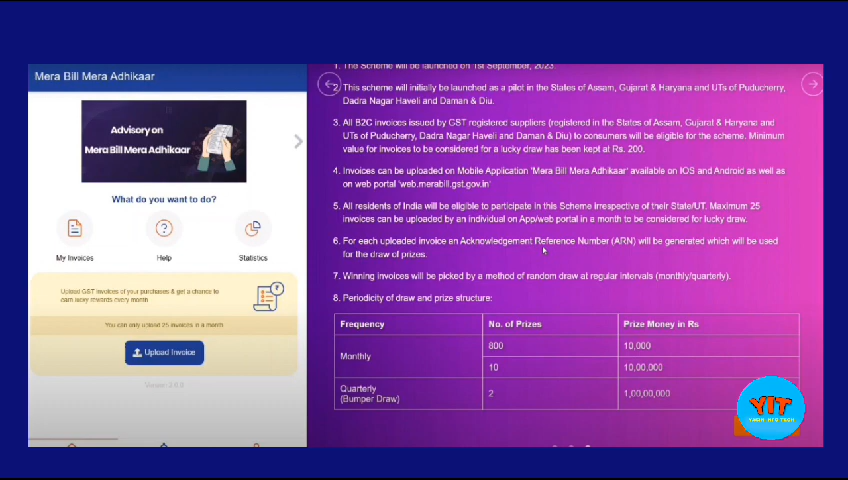 Mera Bill Mera Adhikaar
Advisory on
Mera Bill Mera Adhikaar
What do you want to do?
My Invoices
Help
Statistics
Upload GST invoices of your purchases & get a chance to
earn lucky rewards every month
You can only upload 25 invoices in a month
Upload Invoice
Version 2.0.0
1. The Scheme will be launched on 1st September, 2023.
2. This scheme will initially be launched as a pilot in the States of Assam, Gujarat & Haryana and UTs of Puducherry,
Dadra Nagar Haveli and Daman & Diu.
3. All B2C invoices issued by GST registered suppliers (registered in the States of Assam, Gujarat & Haryana and
UTs of Puducherry, Dadra Nagar Haveli and Daman & Diu) to consumers will be eligible for the scheme. Minimum
value for invoices to be considered for a lucky draw has been kept at Rs. 200.
4. Invoices can be uploaded on Mobile Application 'Mera Bill Mera Adhikaar' available on IOS and Android as well as
on web portal 'web.merabill.gst.gov.in'
5. All residents of India will be eligible to participate in this Scheme irrespective of their State/UT. Maximum 25
invoices can be uploaded by an individual on App/web portal in a month to be considered for lucky draw.
6. For each uploaded invoice an Acknowledgement Reference Number (ARN) will be generated which will be used
for the draw of prizes.
7. Winning invoices will be picked by a method of random draw at regular intervals (monthly/quarterly).
8. Periodicity of draw and prize structure:
Frequency No. of Prizes Prize Money in Rs
Monthly 800 10,000
10 10,00,000
Quarterly
(Bumper Draw) 2 1,00,00,000
YIT